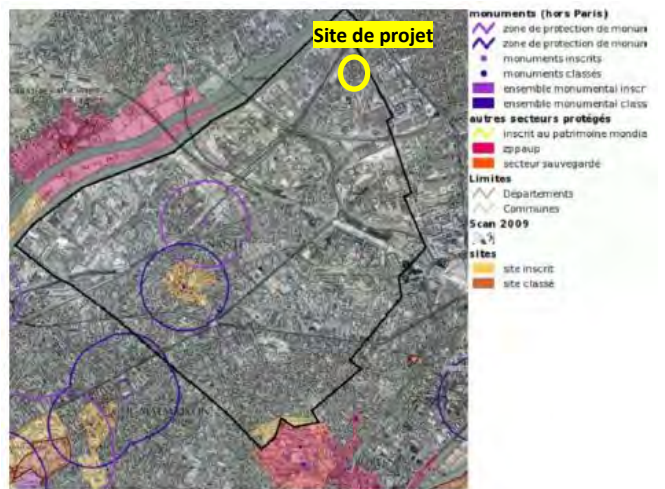 Site de projet
monuments (hors Paris)
zone de protection de monun
zone de protection de monun
monuments inscrits
monuments classés
ensemble monumental inscr
ensemble monumental class
autres secteurs protégés
inscrit au patrimoine mondia
zppaup
secteur sauvegardé
Limites
Départements
Communes
Scan 2009
sites
site inscrit
site classé